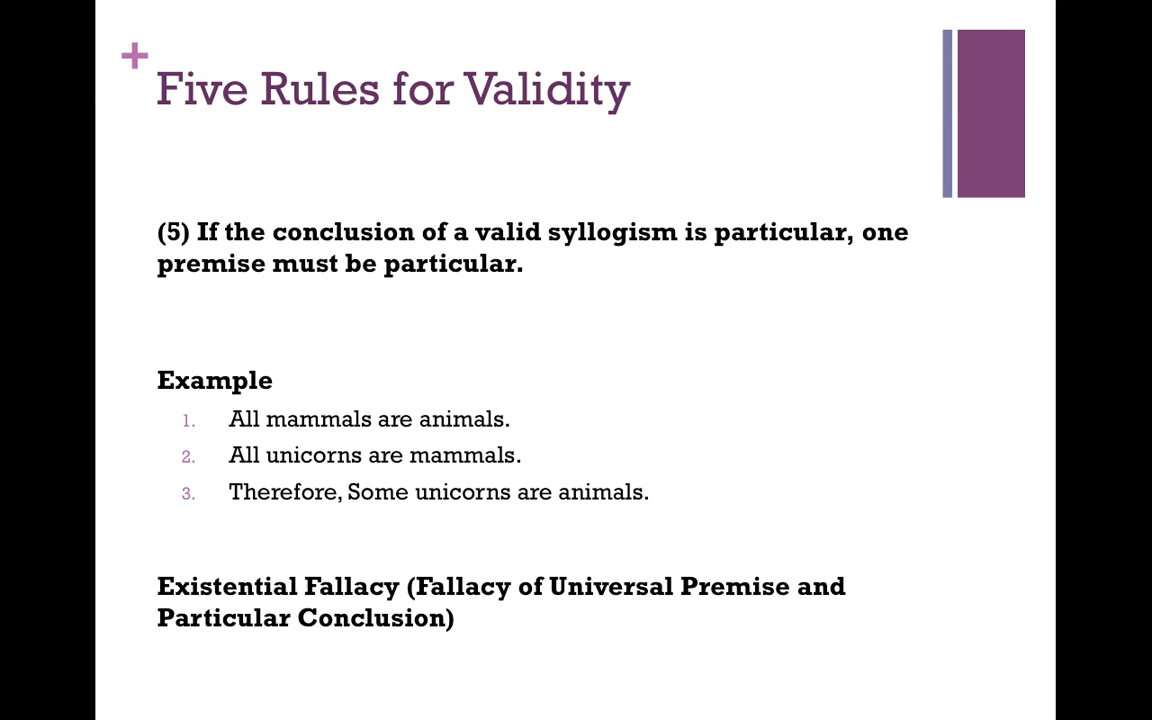 +
Five Rules for Validity
(5) If the conclusion of a valid syllogism is particular, one
premise must be particular.
Example
1. All mammals are animals.
2. All unicorns are mammals.
3. Therefore, Some unicorns are animals.
Existential Fallacy (Fallacy of Universal Premise and
Particular Conclusion)